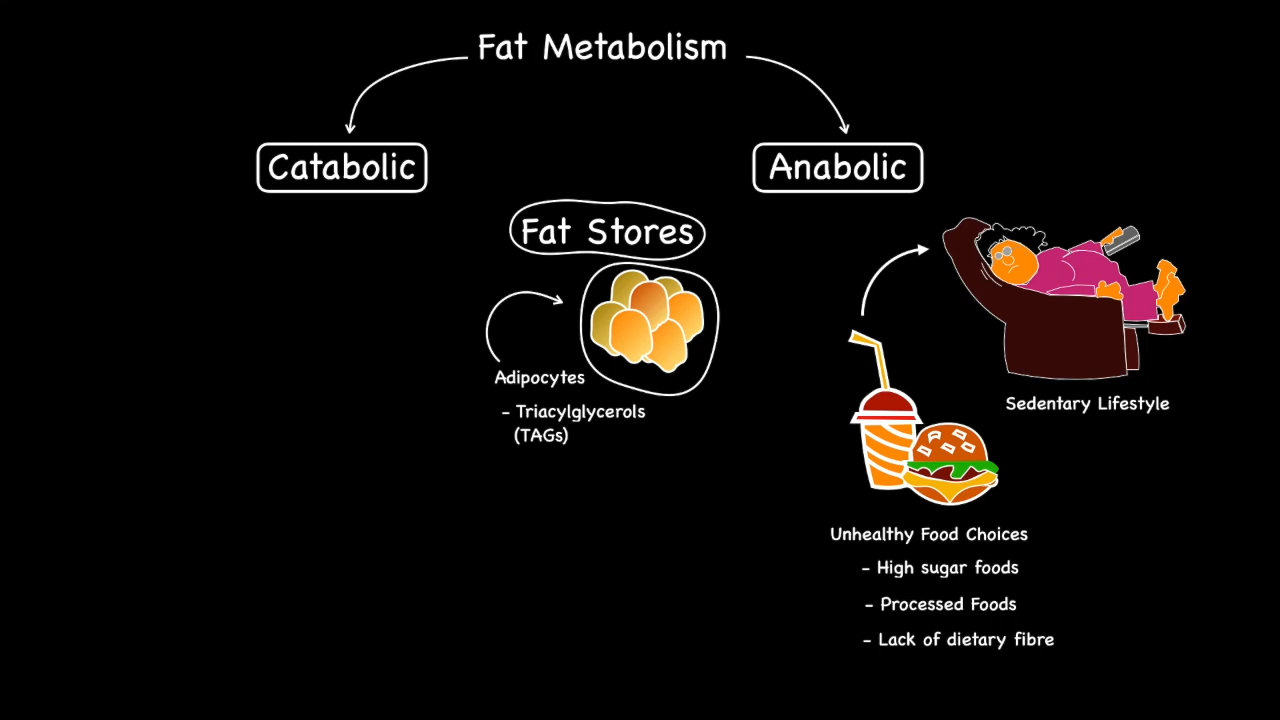 Fat Metabolism
Catabolic
Anabolic
Fat Stores
Adipocytes
- Triacylglycerols
(TAGs)
Sedentary Lifestyle
Unhealthy Food Choices
- High sugar foods
- Processed Foods
- Lack of dietary fibre